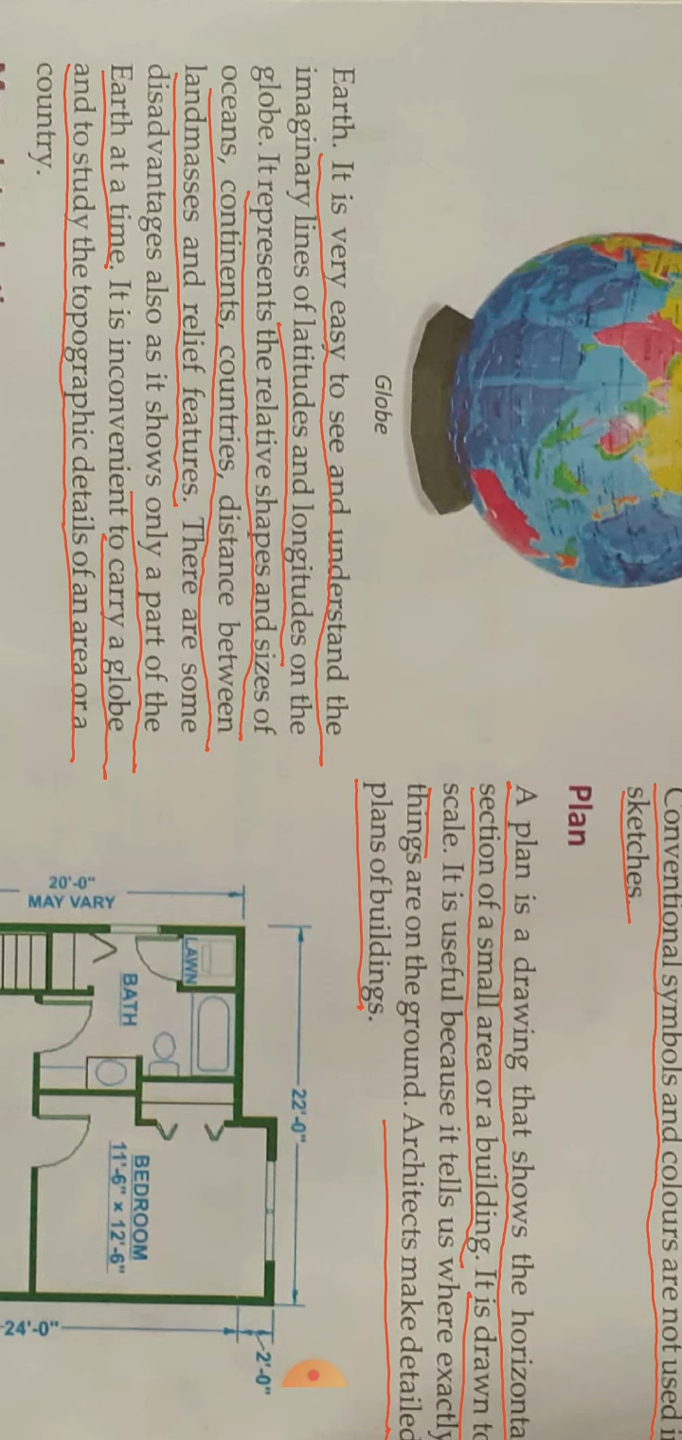 Globe
Earth. It is very easy to see and understand the
imaginary lines of latitudes and longitudes on the
globe. It represents the relative shapes and sizes of
oceans, continents, countries, distance between
landmasses and relief features. There are some
disadvantages also as it shows only a part of the
Earth at a time. It is inconvenient to carry a globe
and to study the topographic details of an area or a
country.
Conventional symbols and colours are not used i
sketches.
Plan
A plan is a drawing that shows the horizonta
section of a small area or a building. It is drawn to
scale. It is useful because it tells us where exactly
things are on the ground. Architects make detailed
plans of buildings.
22'-0"
2'-0"
20'-0"
MAY VARY
LAWN
BATH
BEDROOM
11'-6" × 12'-6"
24'-0"